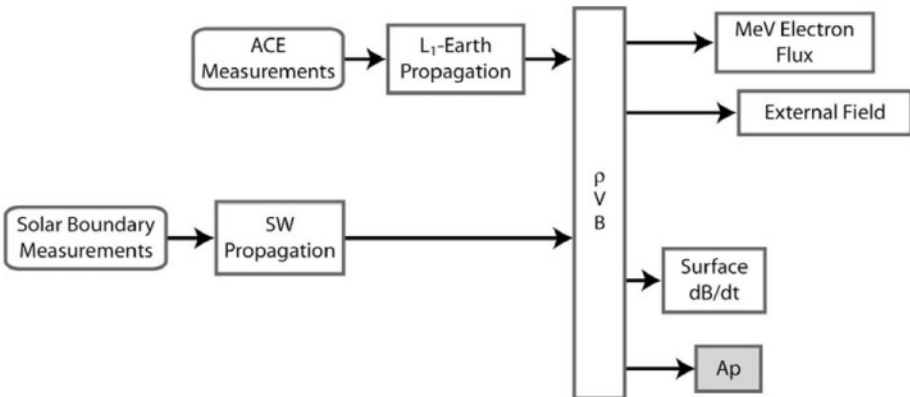 ACE
Measurements
L₁-Earth
Propagation
MeV Electron
Flux
External Field
ρ
V
B
Solar Boundary
Measurements
SW
Propagation
Surface
dB/dt
Ap